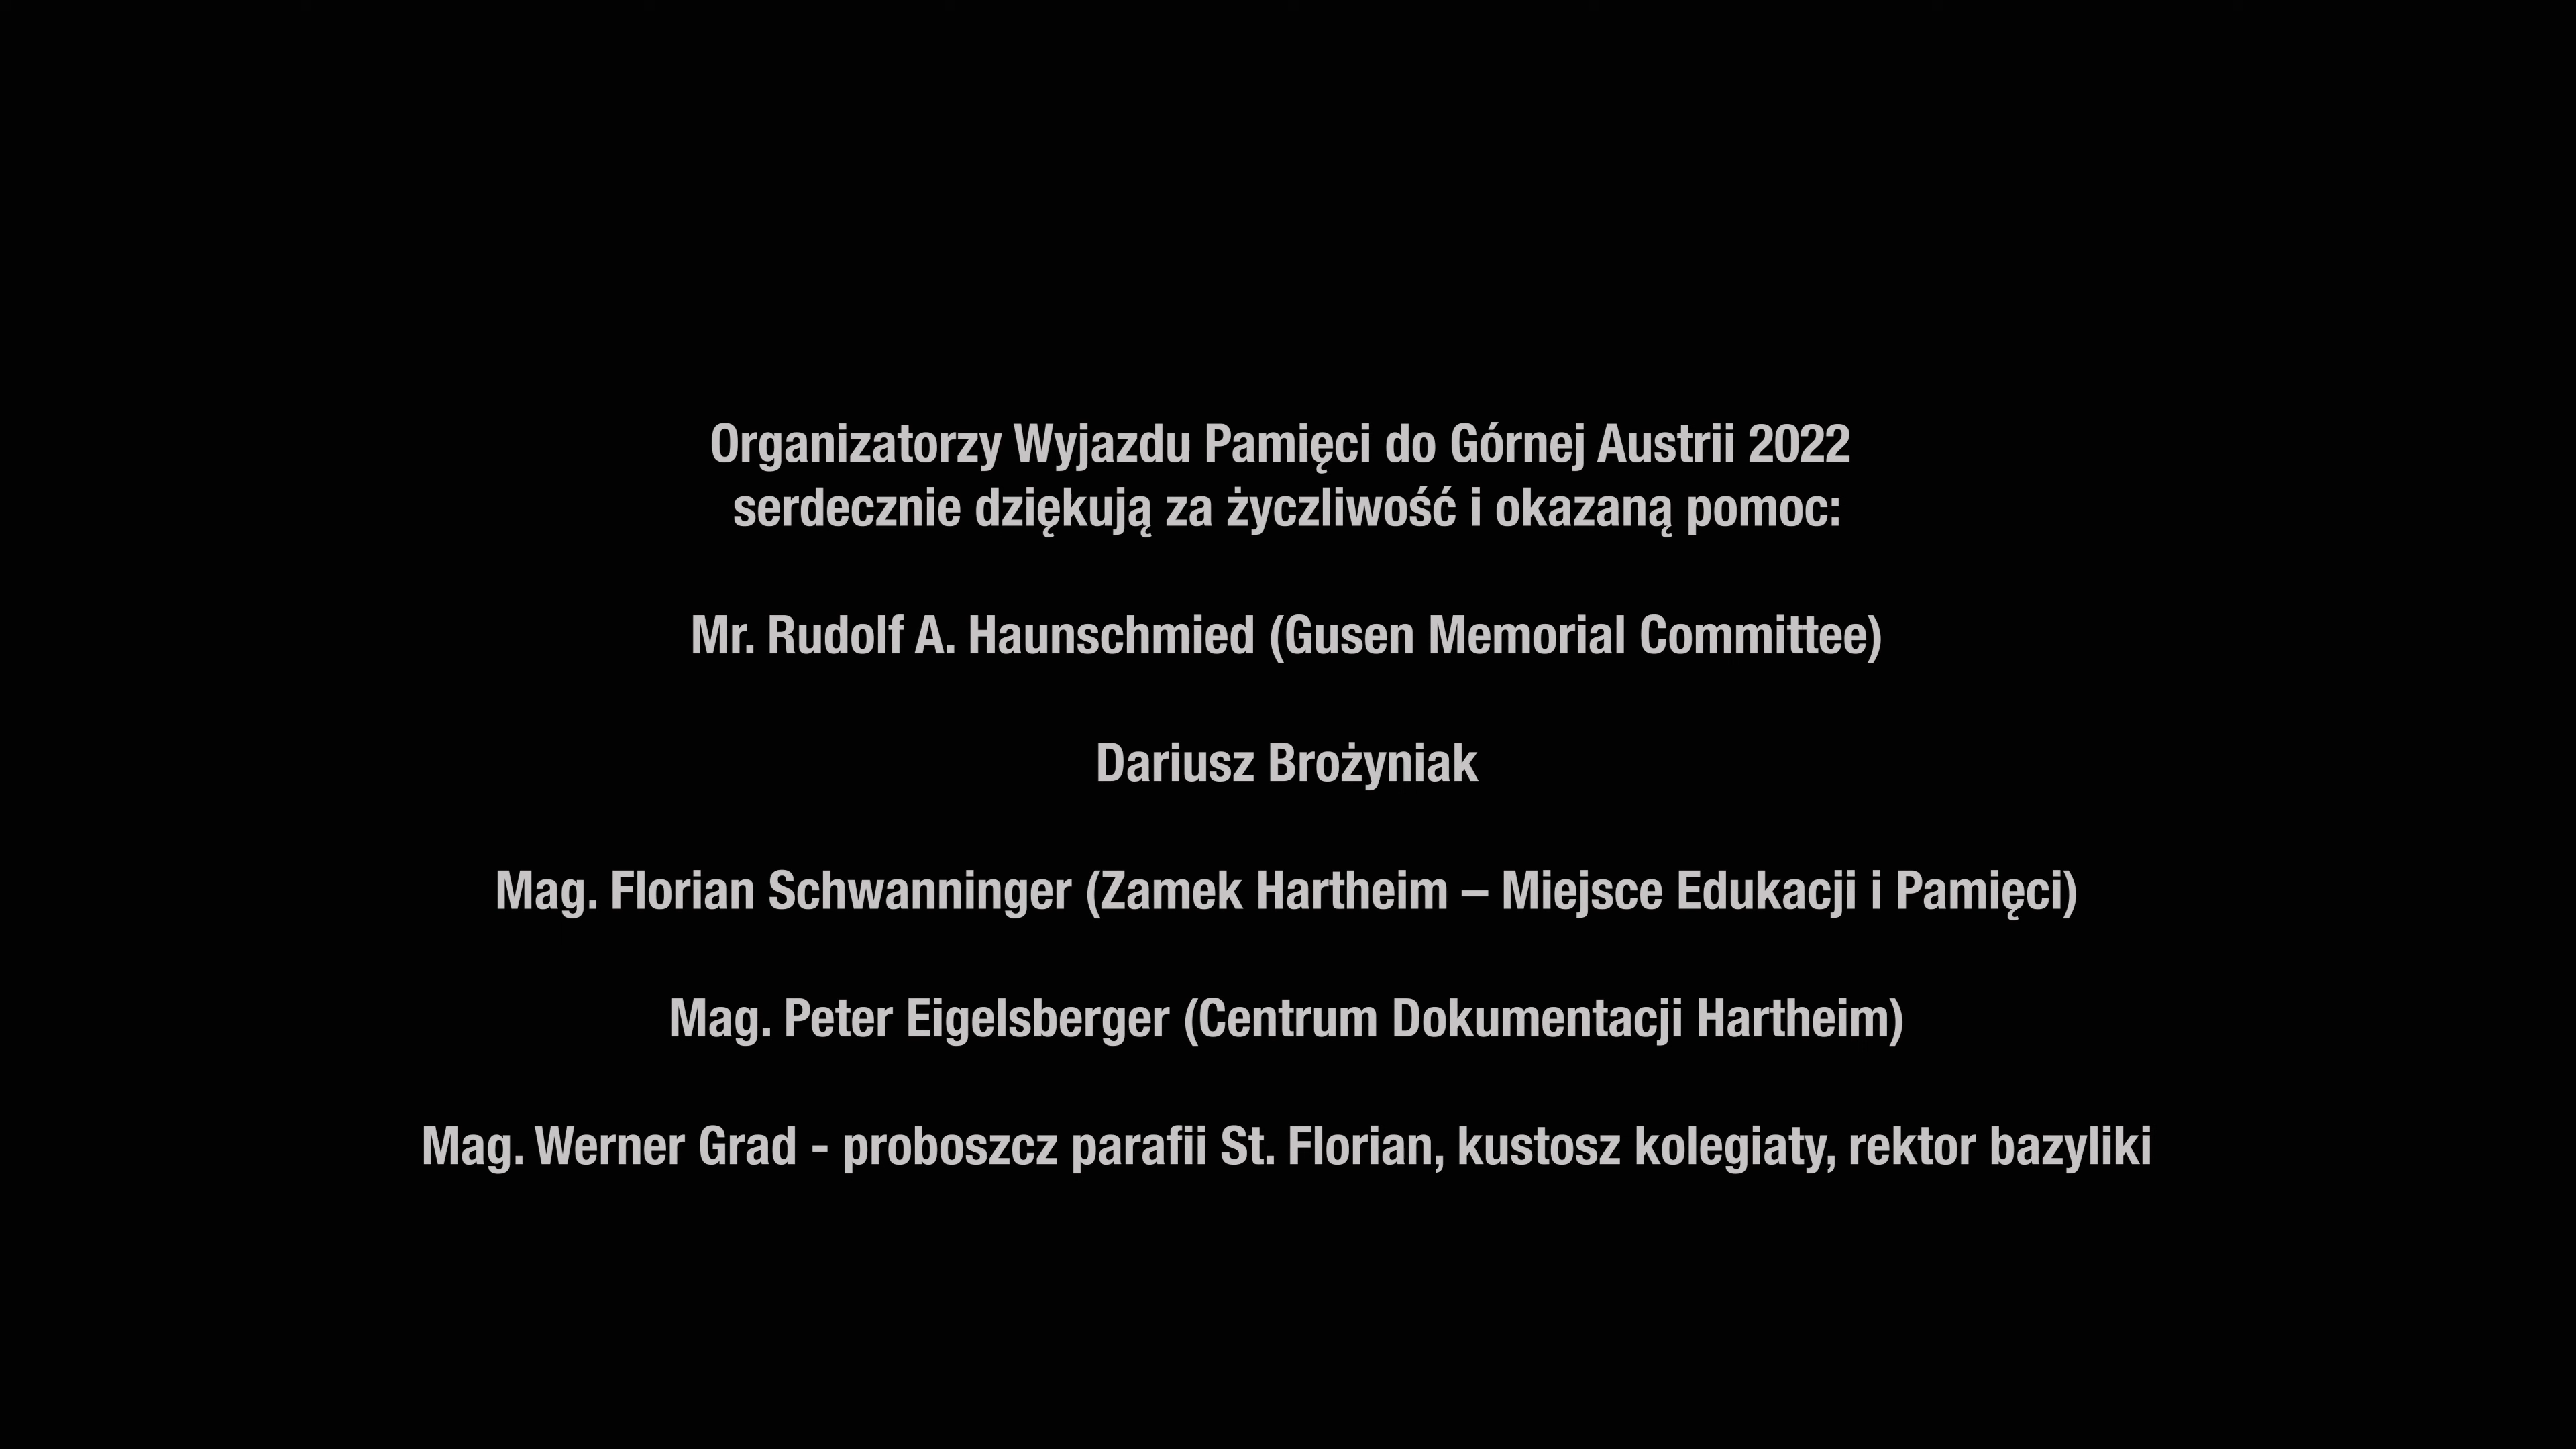 Organizatorzy Wyjazdu Pamięci do Górnej Austrii 2022
serdecznie dziękują za życzliwość i okazaną pomoc:
Mr. Rudolf A. Haunschmied (Gusen Memorial Committee)
Dariusz Brożyniak
Mag. Florian Schwanninger (Zamek Hartheim – Miejsce Edukacji i Pamięci)
Mag. Peter Eigelsberger (Centrum Dokumentacji Hartheim)
Mag. Werner Grad - proboszcz parafii St. Florian, kustosz kolegiaty, rektor bazyliki